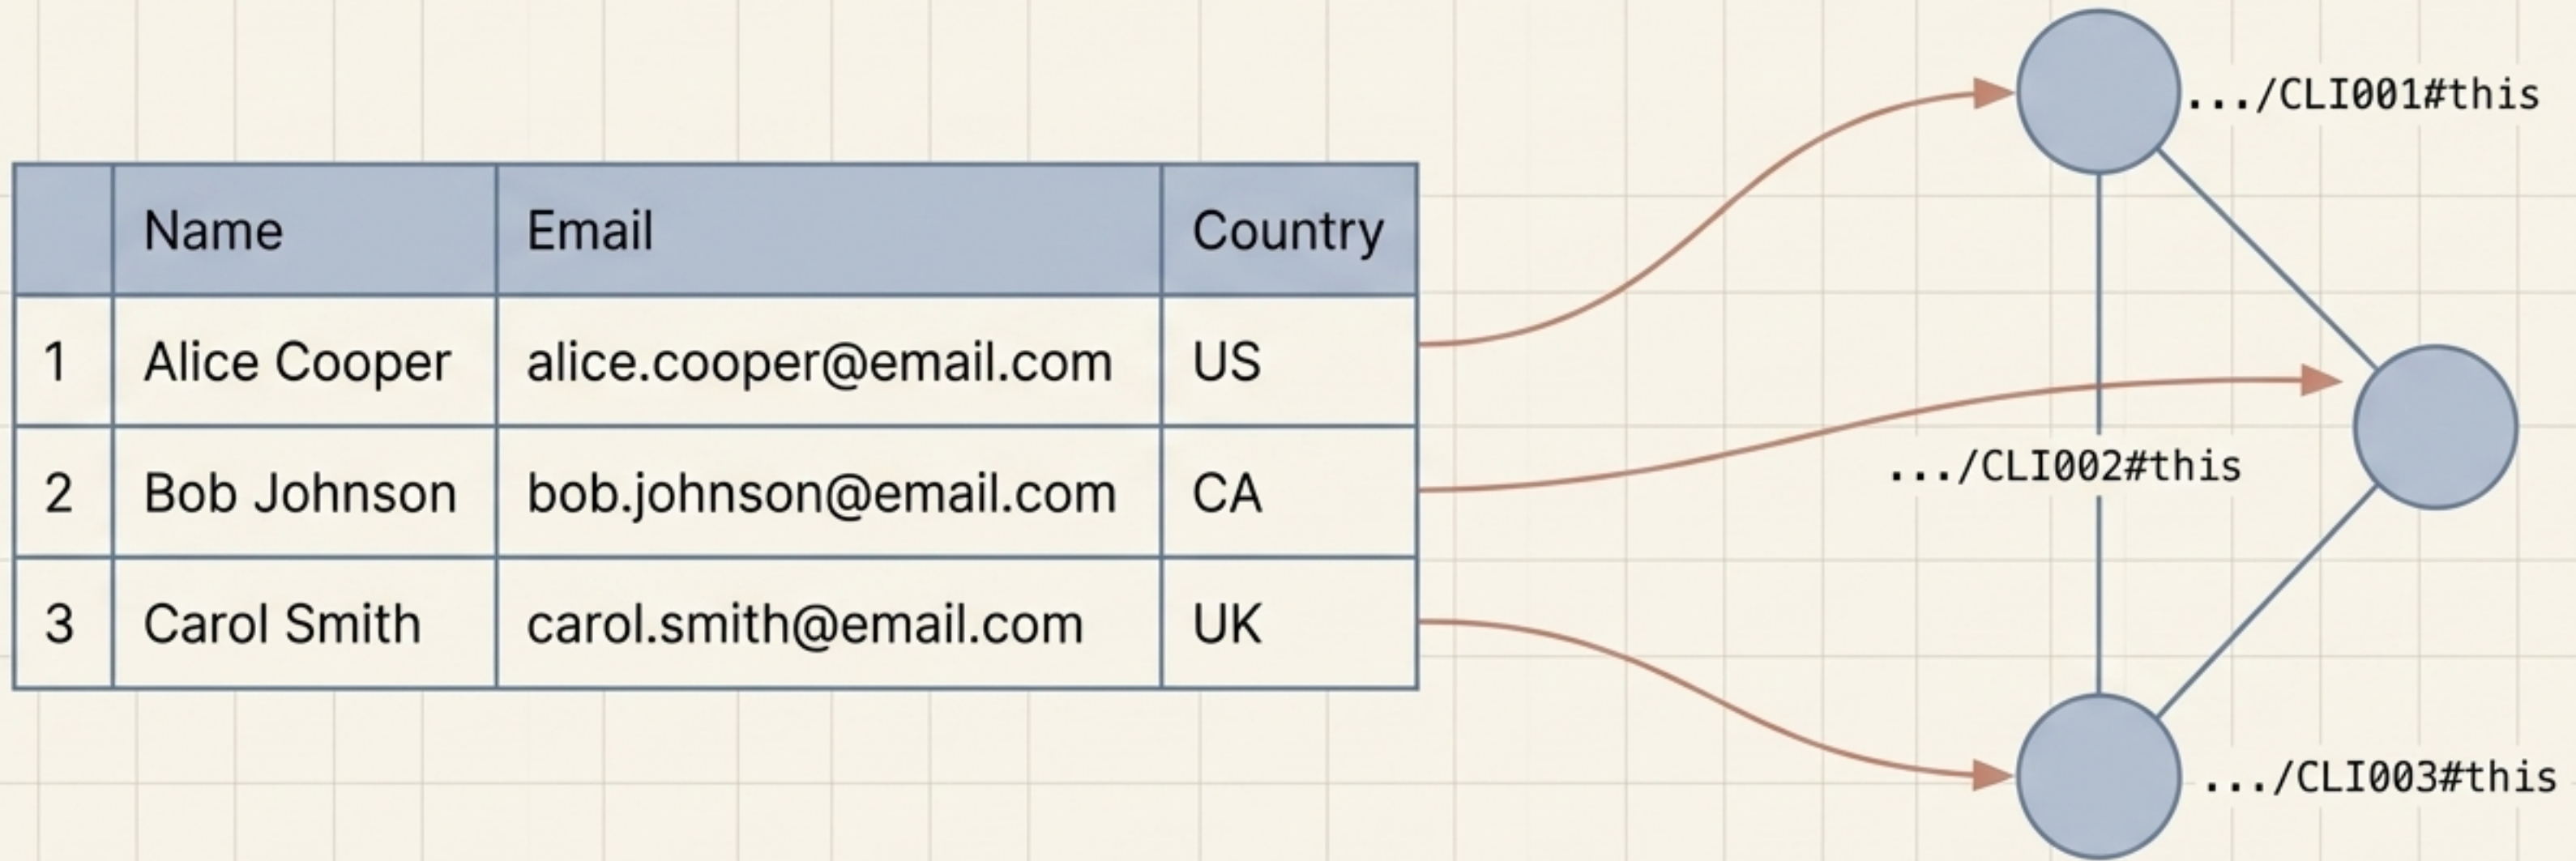 Name Email Country
1 Alice Cooper alice.cooper@email.com US
2 Bob Johnson bob.johnson@email.com CA
3 Carol Smith carol.smith@email.com UK
.../CLI001#this
.../CLI002#this
.../CLI003#this